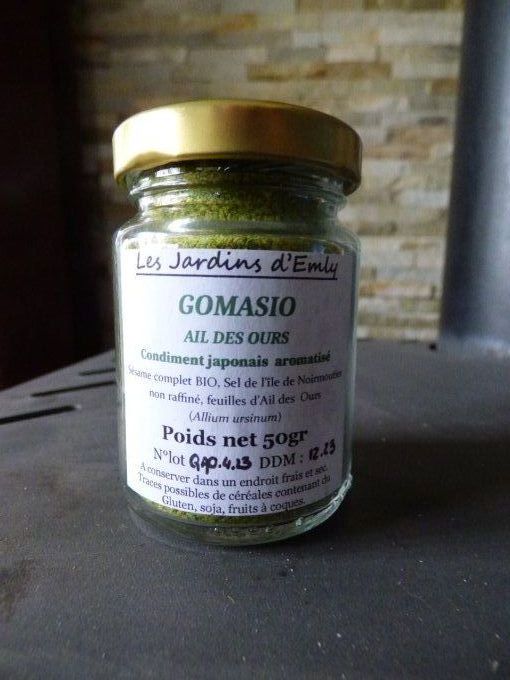 Les Jardins d'Emly
GOMASIO
AIL DES OURS
Condiment japonais aromatisé
Sésame complet BIO, Sel de l'île de Noirmoutier
non raffiné, feuilles d'Ail des Ours
(Allium ursinum)
Poids net 50gr
N°lot 4.23 DDM : 12.23
A conserver dans un endroit frais et sec.
Traces possibles de céréales contenant du
Gluten, soja, fruits à coques.